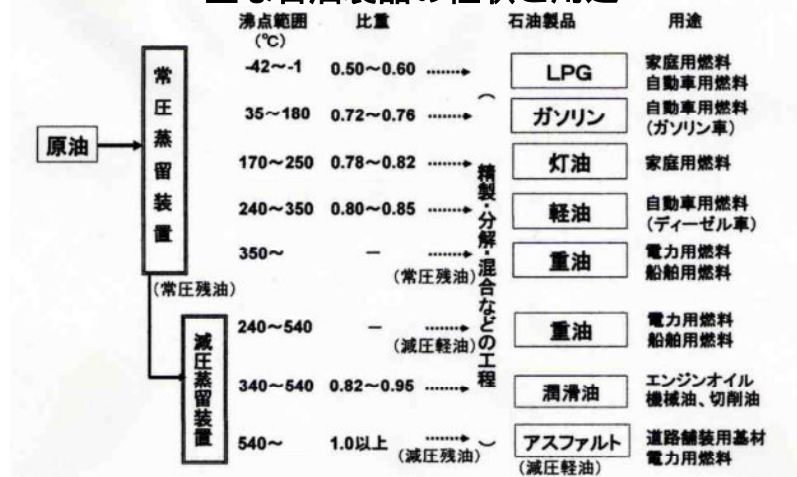 沸点範囲 比重 石油製品 用途
(℃)
原油
常圧蒸留装置
-42～-1 0.50～0.60 LPG 家庭用燃料
自動車用燃料
35～180 0.72～0.76 ガソリン 自動車用燃料
(ガソリン車)
170～250 0.78～0.82 灯油 家庭用燃料
240～350 0.80～0.85 軽油 自動車用燃料
(ディーゼル車)
350～ － 重油 電力用燃料
船舶用燃料
(常圧残油)
(常圧残油)
減圧蒸留装置
240～540 － 重油 電力用燃料
船舶用燃料
(減圧軽油)
340～540 0.82～0.95 潤滑油 エンジンオイル
機械油、切削油
540～ 1.0以上 アスファルト 道路舗装用基材
電力用燃料
(減圧残油)
(減圧軽油)
(精製・分解・混合などの工程)